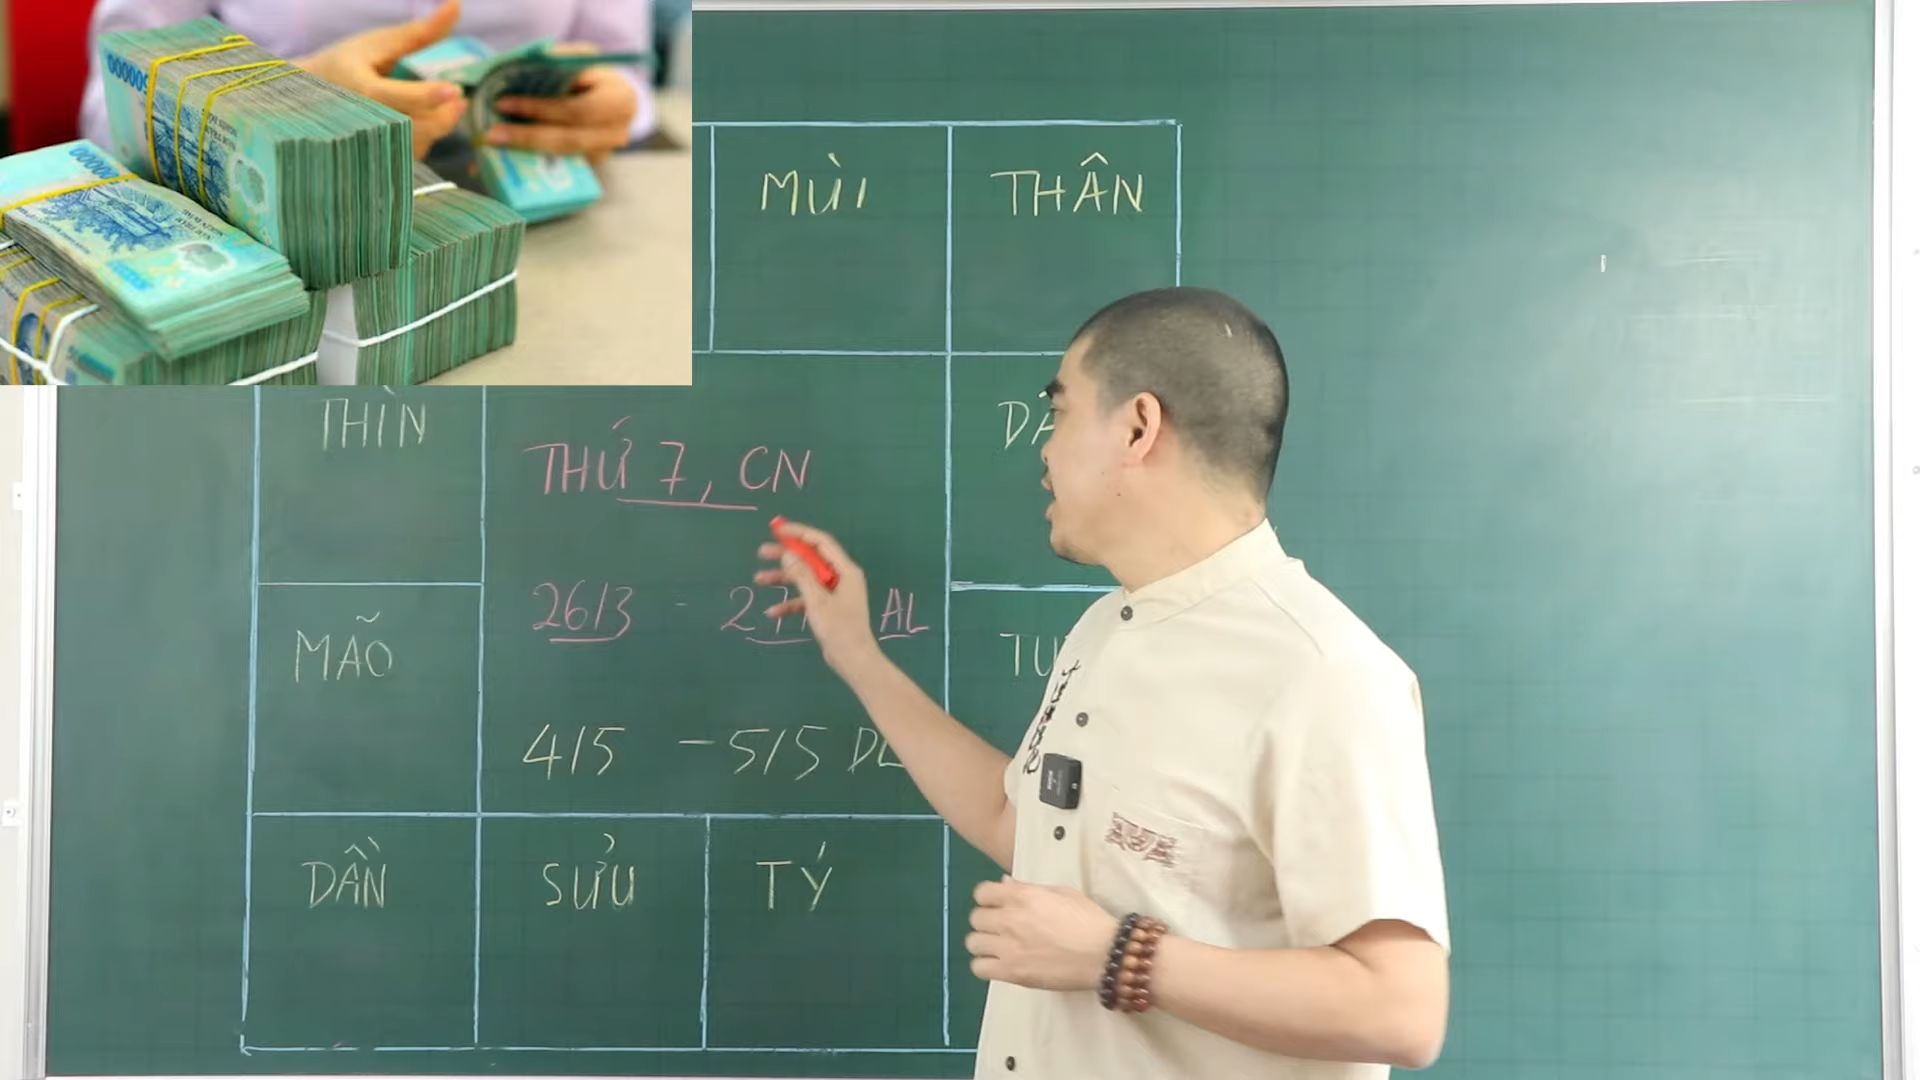 MÙI
THÂN
THÌN
THỨ 7, CN
26/3 - AL
MÃO
4/5 - 5/5
DẦN
SỬU
TÝ